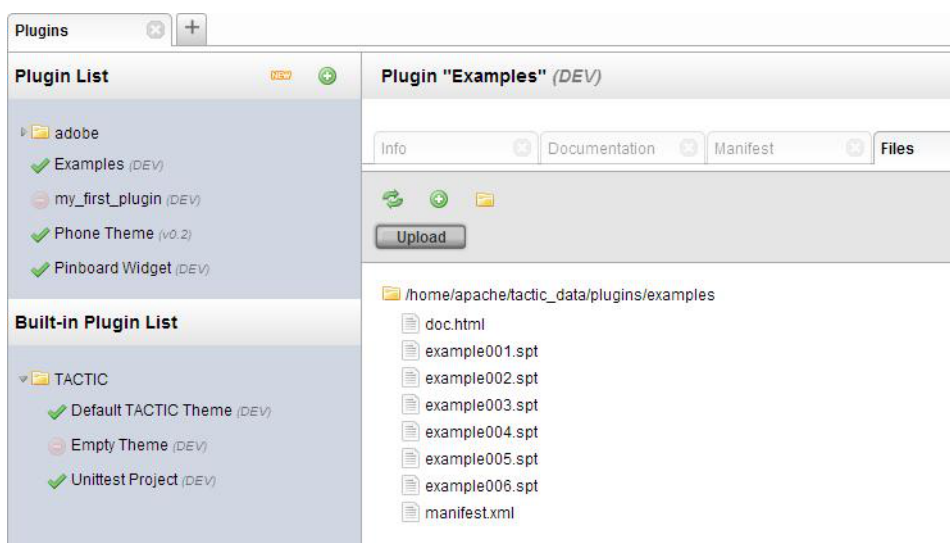 Plugins
+
Plugin List NEW
adobe
Examples (DEV)
my_first_plugin (DEV)
Phone Theme (v0.2)
Pinboard Widget (DEV)
Built-in Plugin List
TACTIC
Default TACTIC Theme (DEV)
Empty Theme (DEV)
Unittest Project (DEV)
Plugin "Examples" (DEV)
Info Documentation Manifest Files
Upload
/home/apache/tactic_data/plugins/examples
doc.html
example001.spt
example002.spt
example003.spt
example004.spt
example005.spt
example006.spt
manifest.xml